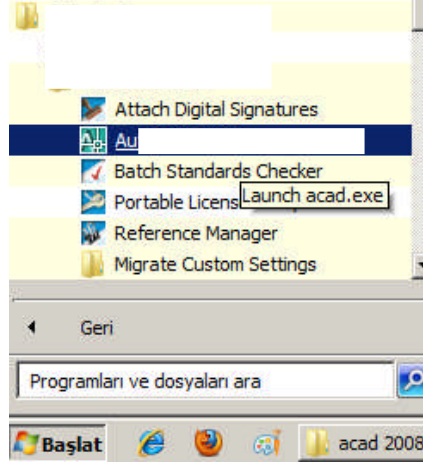 Attach Digital Signatures
Au
Batch Standards Checker
Portable Licens
Launch acad.exe
Reference Manager
Migrate Custom Settings
Geri
Programları ve dosyaları ara
Başlat
acad 2008